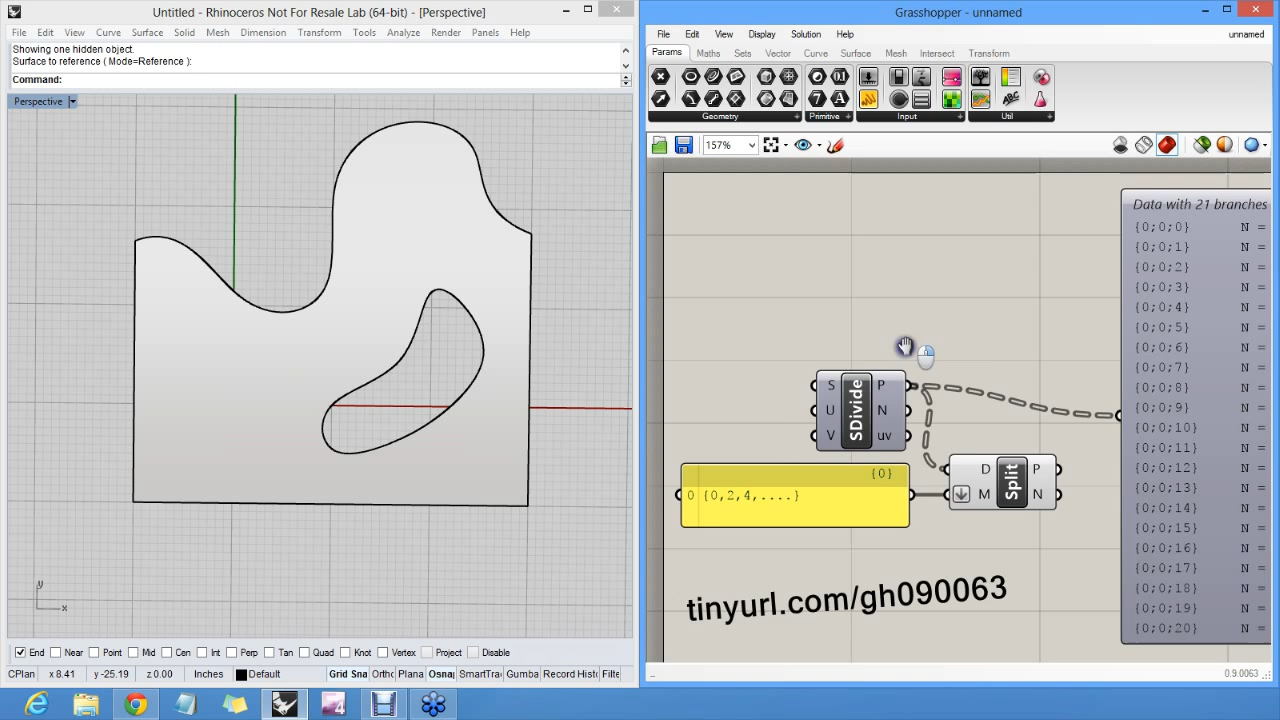 Untitled - Rhinoceros Not For Resale Lab (64-bit) - [Perspective]
File Edit View Curve Surface Solid Mesh Dimension Transform Tools Analyze Render Panels Help
Showing one hidden object.
Surface to reference ( Mode=Reference ):
Command:
Perspective
y
x
End Near Point Mid Cen Int Perp Tan Quad Knot Vertex Project Disable
CPlan x 8.41 y -25.19 z 0.00 Inches Default Grid Sna Ortho Plana Osna SmartTra Gumba Record Histo Filte
Grasshopper - unnamed
File Edit View Display Solution Help unnamed
Params Maths Sets Vector Curve Surface Mesh Intersect Transform
Geometry Primitive Input Util
157%
Data with 21 branches
{0;0;0} N =
{0;0;1} N =
{0;0;2} N =
{0;0;3} N =
{0;0;4} N =
{0;0;5} N =
{0;0;6} N =
{0;0;7} N =
{0;0;8} N =
{0;0;9} N =
{0;0;10} N =
{0;0;11} N =
{0;0;12} N =
{0;0;13} N =
{0;0;14} N =
{0;0;15} N =
{0;0;16} N =
{0;0;17} N =
{0;0;18} N =
{0;0;19} N =
{0;0;20} N =
S U V SDivide P N uv
{0}
0 {0,2,4,....}
D M Split P N
tinyurl.com/gh090063
0.9.0063